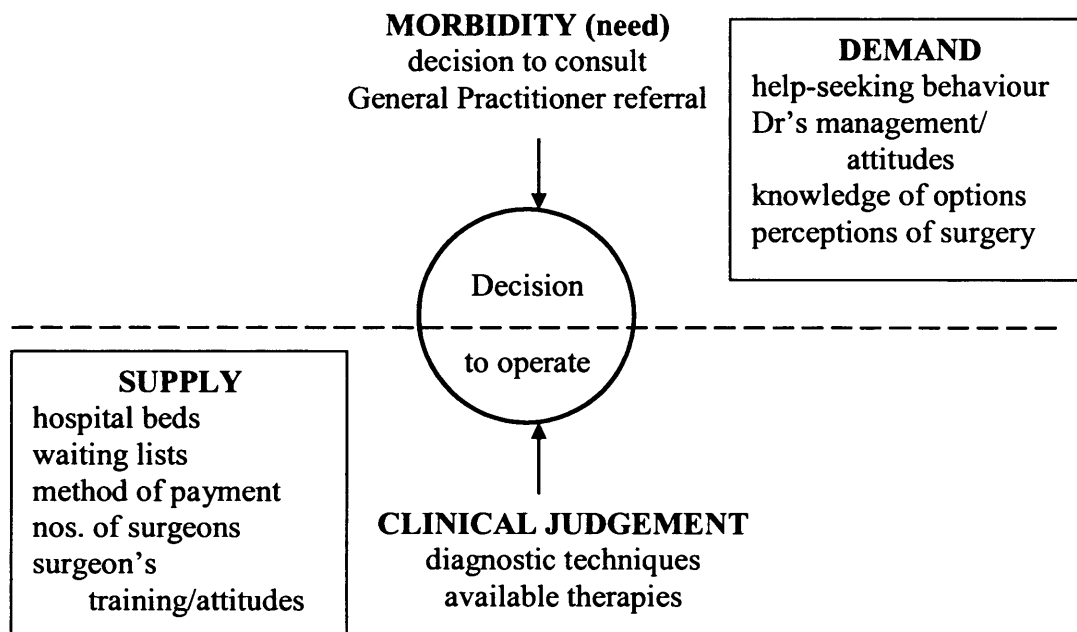 MORBIDITY (need)
decision to consult
General Practitioner referral
DEMAND
help-seeking behaviour
Dr's management/
attitudes
knowledge of options
perceptions of surgery
Decision
to operate
SUPPLY
hospital beds
waiting lists
method of payment
nos. of surgeons
surgeon's
training/attitudes
CLINICAL JUDGEMENT
diagnostic techniques
available therapies